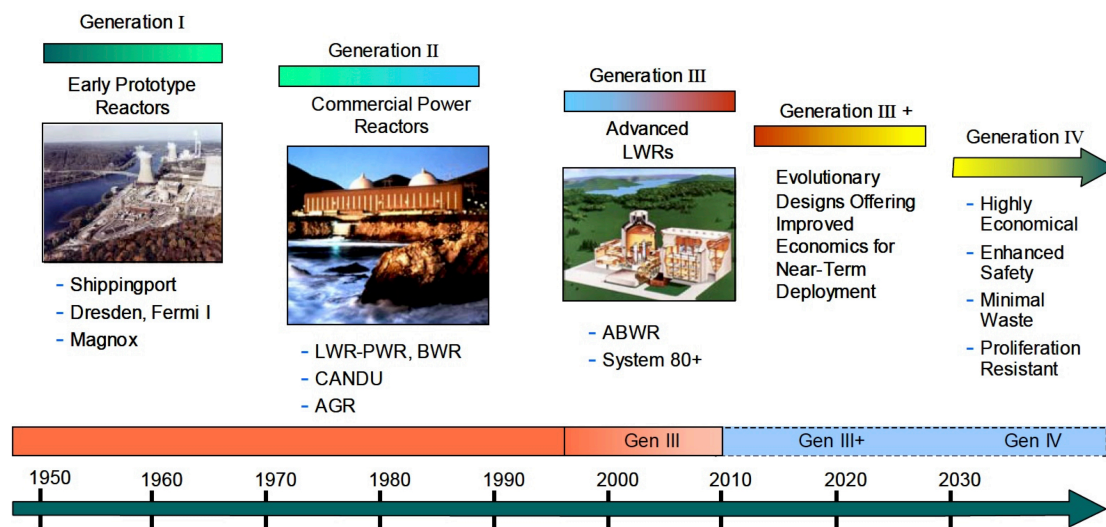 Generation I
Early Prototype
Reactors
- Shippingport
- Dresden, Fermi I
- Magnox
Generation II
Commercial Power
Reactors
- LWR-PWR, BWR
- CANDU
- AGR
Generation III
Advanced
LWRs
- ABWR
- System 80+
Generation III +
Evolutionary
Designs Offering
Improved
Economics for
Near-Term
Deployment
Generation IV
- Highly
Economical
- Enhanced
Safety
- Minimal
Waste
- Proliferation
Resistant
Gen III
Gen III+
Gen IV
1950 1960 1970 1980 1990 2000 2010 2020 2030